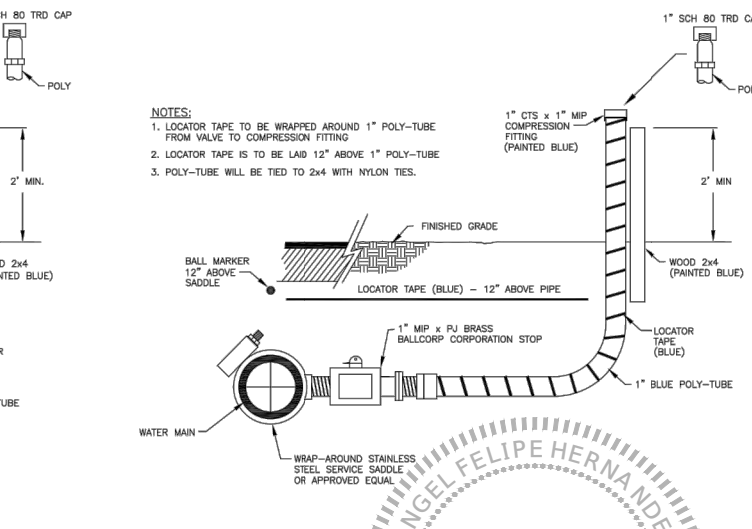 SCH 80 TRD CAP
POLY
2' MIN.
NOTES:
1. LOCATOR TAPE TO BE WRAPPED AROUND 1" POLY-TUBE
FROM VALVE TO COMPRESSION FITTING
2. LOCATOR TAPE IS TO BE LAID 12" ABOVE 1" POLY-TUBE
3. POLY-TUBE WILL BE TIED TO 2x4 WITH NYLON TIES.
1" SCH 80 TRD CA
1" CTS x 1" MIP
COMPRESSION
FITTING
(PAINTED BLUE)
2' MIN
FINISHED GRADE
BALL MARKER
12" ABOVE
SADDLE
LOCATOR TAPE (BLUE) - 12" ABOVE PIPE
WOOD 2x4
(PAINTED BLUE)
D 2x4
NTED BLUE)
1" MIP x PJ BRASS
BALLCORP CORPORATION STOP
LOCATOR
TAPE
(BLUE)
1" BLUE POLY-TUBE
WATER MAIN
WRAP-AROUND STAINLESS
STEEL SERVICE SADDLE
OR APPROVED EQUAL
TUBE
NGEL FELIPE HERNANDE